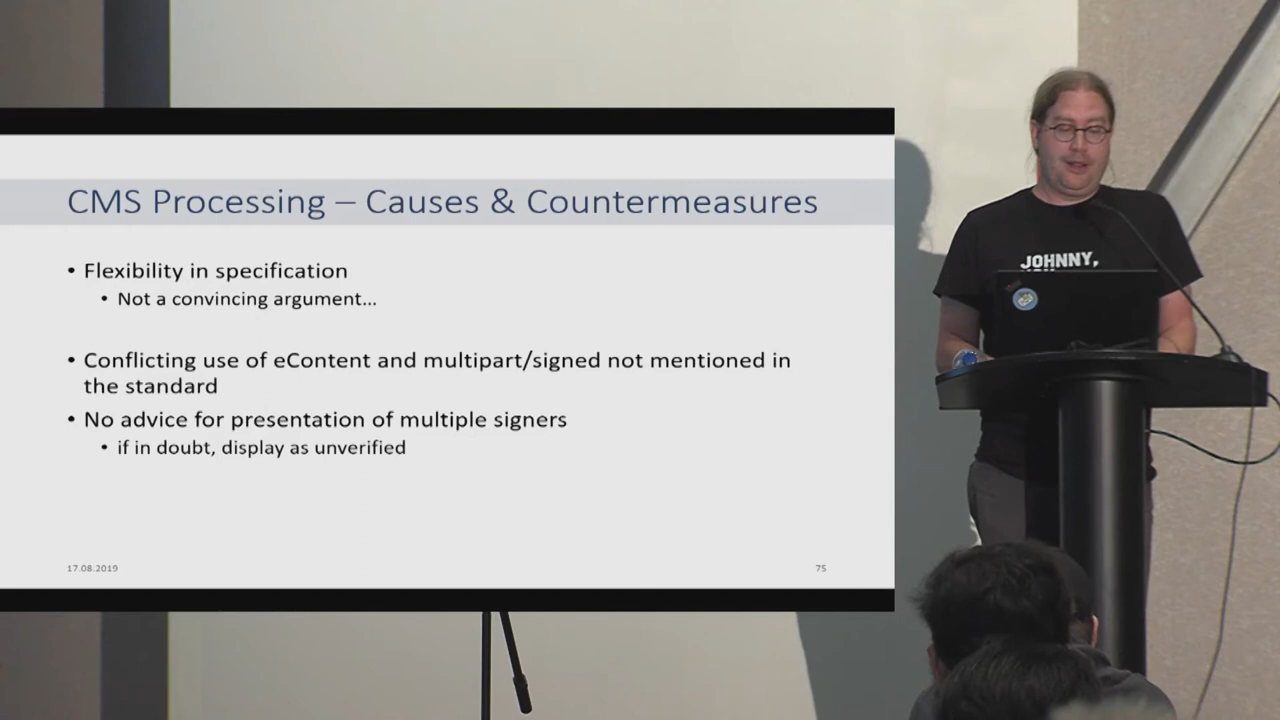 CMS Processing – Causes & Countermeasures
• Flexibility in specification
• Not a convincing argument...
• Conflicting use of eContent and multipart/signed not mentioned in
the standard
• No advice for presentation of multiple signers
• if in doubt, display as unverified
17.08.2019
75
JOHNNY,